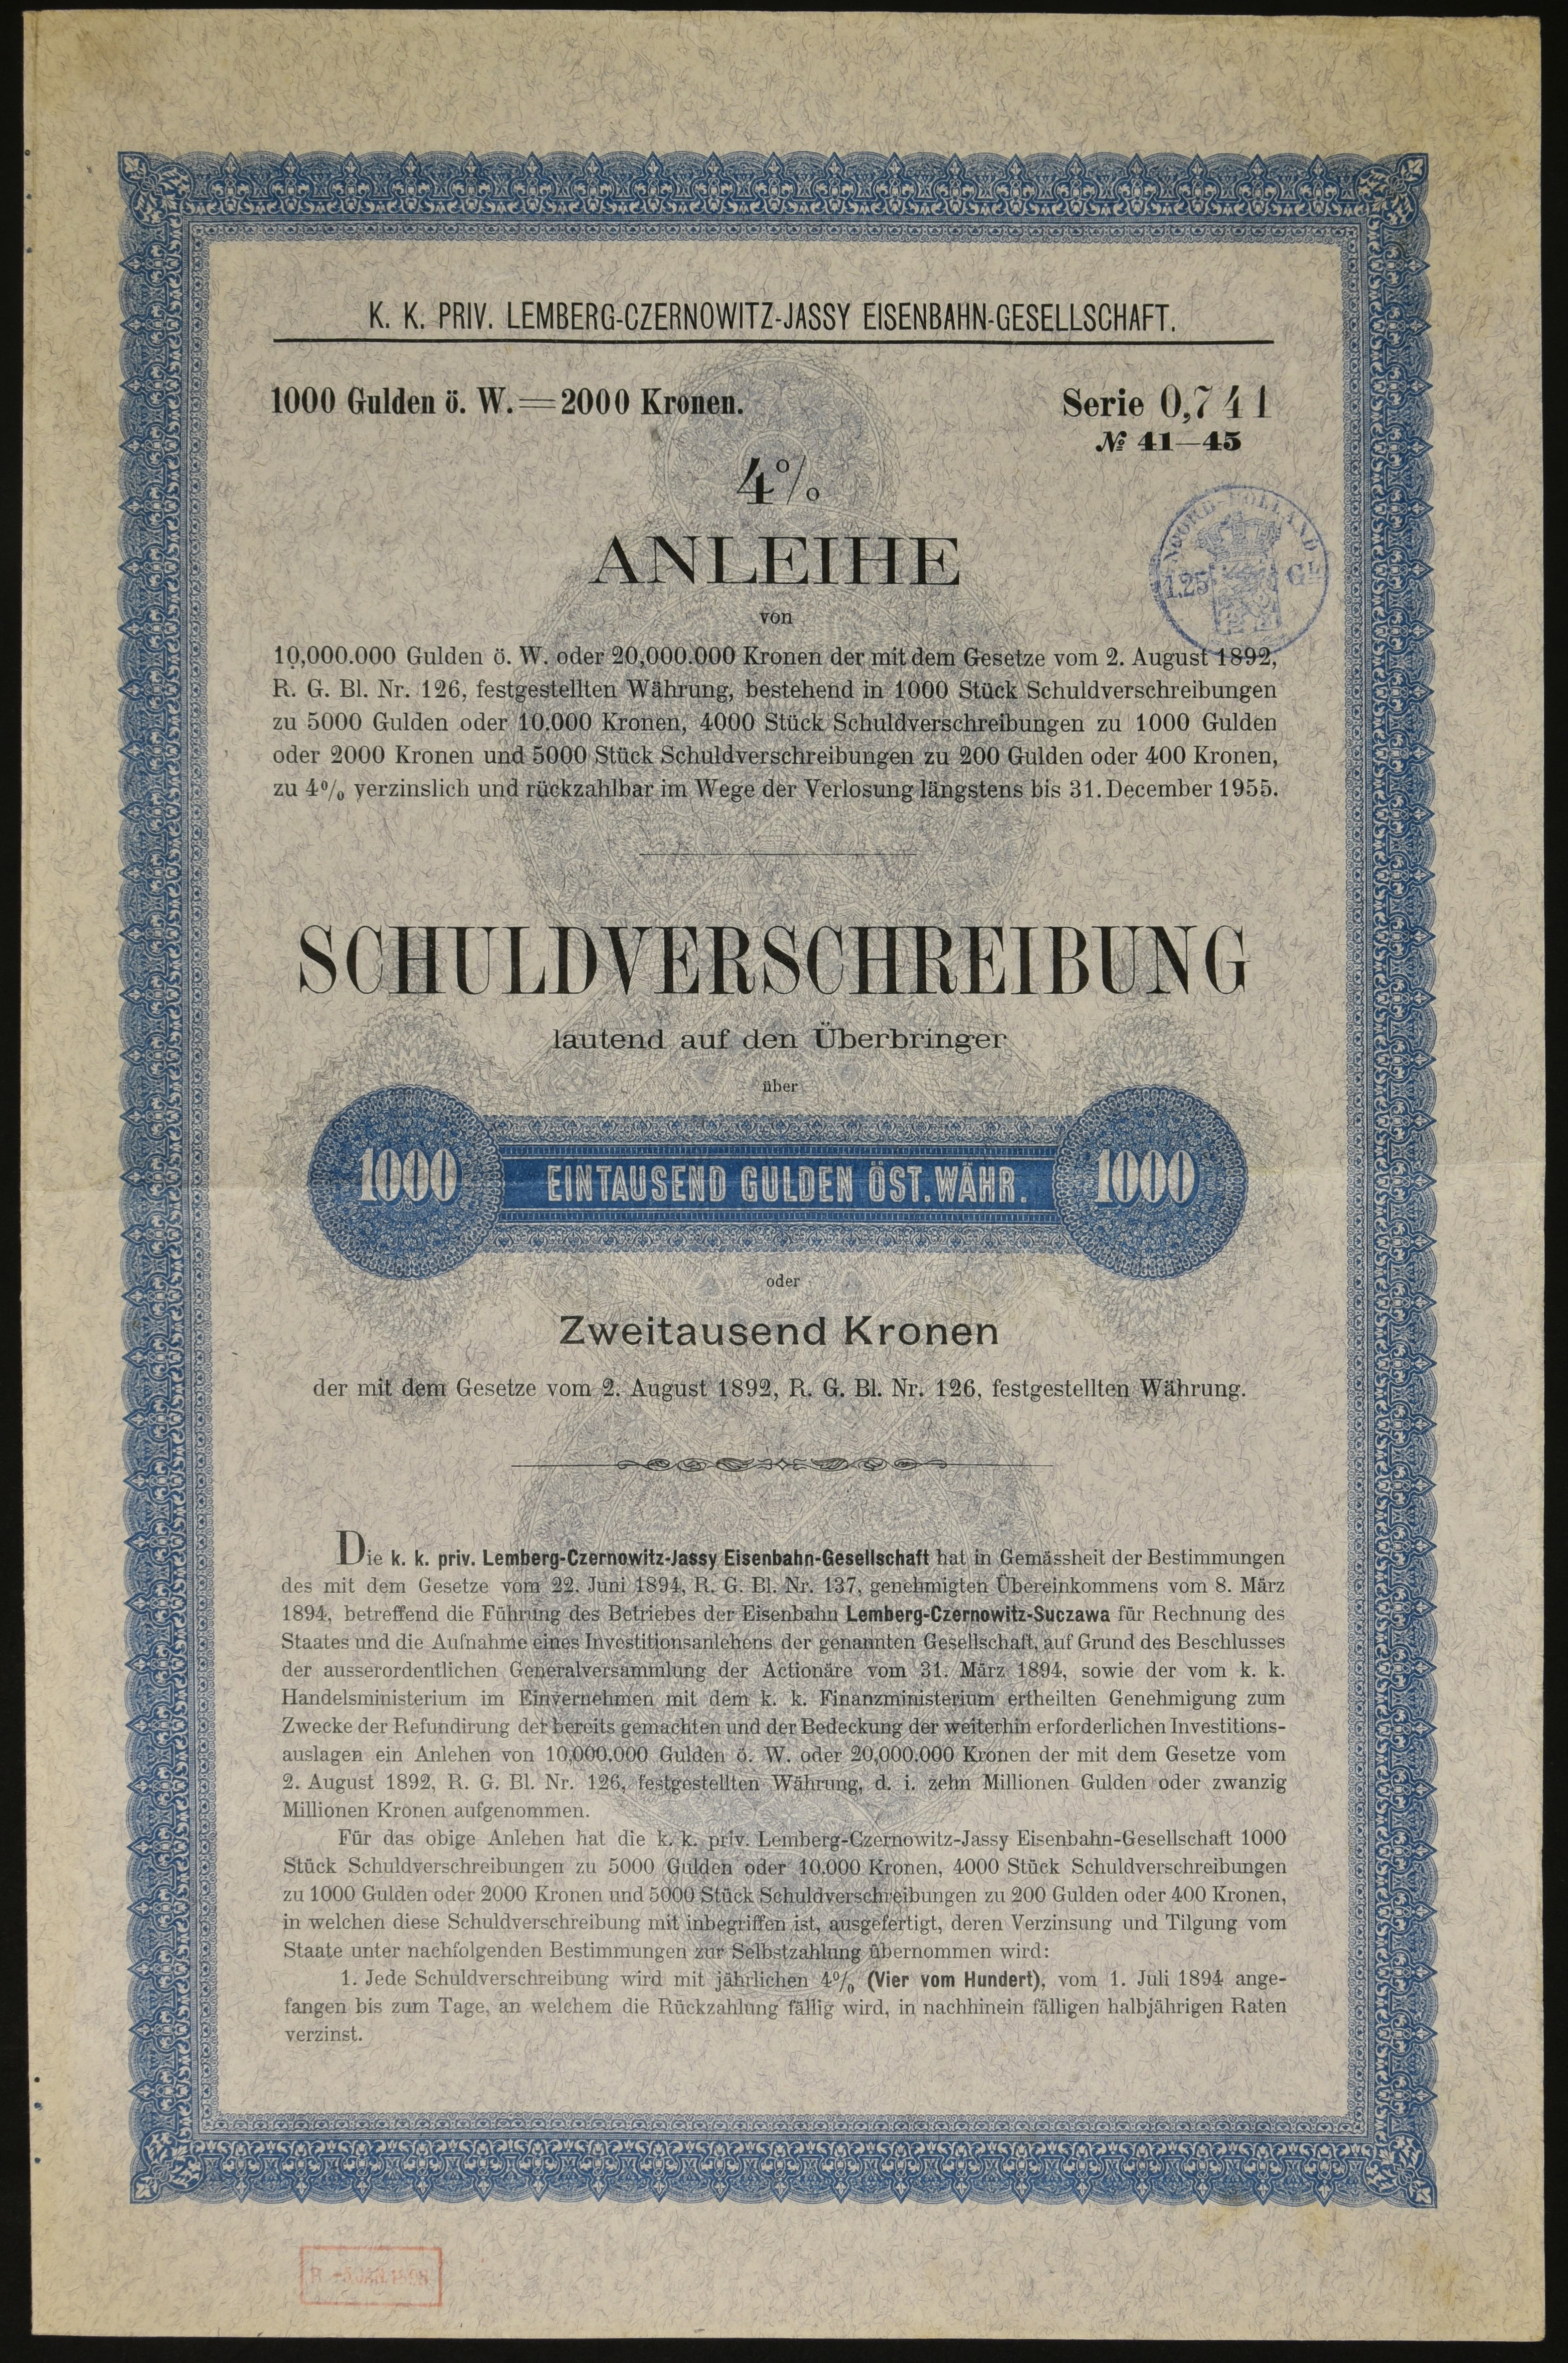 K. K. PRIV. LEMBERG-CZERNOWITZ-JASSY EISENBAHN-GESELLSCHAFT.
1000 Gulden ö. W. = 2000 Kronen.
Serie 0,741
№ 41—45
4%
ANLEIHE
NOORD-HOLLAND
1.25 GL
von
10,000.000 Gulden ö. W. oder 20,000.000 Kronen der mit dem Gesetze vom 2. August 1892,
R. G. Bl. Nr. 126, festgestellten Währung, bestehend in 1000 Stück Schuldverschreibungen
zu 5000 Gulden oder 10.000 Kronen, 4000 Stück Schuldverschreibungen zu 1000 Gulden
oder 2000 Kronen und 5000 Stück Schuldverschreibungen zu 200 Gulden oder 400 Kronen,
zu 4% verzinslich und rückzahlbar im Wege der Verlosung längstens bis 31. December 1955.
SCHULDVERSCHREIBUNG
lautend auf den Überbringer
über
1000 EINTAUSEND GULDEN ÖST. WÄHR. 1000
oder
Zweitausend Kronen
der mit dem Gesetze vom 2. August 1892, R. G. Bl. Nr. 126, festgestellten Währung.
Die k. k. priv. Lemberg-Czernowitz-Jassy Eisenbahn-Gesellschaft hat in Gemässheit der Bestimmungen
des mit dem Gesetze vom 22. Juni 1894, R. G. Bl. Nr. 137, genehmigten Übereinkommens vom 8. März
1894, betreffend die Führung des Betriebes der Eisenbahn Lemberg-Czernowitz-Suczawa für Rechnung des
Staates und die Aufnahme eines Investitionsanlehens der genannten Gesellschaft, auf Grund des Beschlusses
der ausserordentlichen Generalversammlung der Actionäre vom 31. März 1894, sowie der vom k. k.
Handelsministerium im Einvernehmen mit dem k. k. Finanzministerium ertheilten Genehmigung zum
Zwecke der Refundirung der bereits gemachten und der Bedeckung der weiterhin erforderlichen Investitions-
auslagen ein Anlehen von 10,000.000 Gulden ö. W. oder 20,000.000 Kronen der mit dem Gesetze vom
2. August 1892, R. G. Bl. Nr. 126, festgestellten Währung, d. i. zehn Millionen Gulden oder zwanzig
Millionen Kronen aufgenommen.
Für das obige Anlehen hat die k. k. priv. Lemberg-Czernowitz-Jassy Eisenbahn-Gesellschaft 1000
Stück Schuldverschreibungen zu 5000 Gulden oder 10.000 Kronen, 4000 Stück Schuldverschreibungen
zu 1000 Gulden oder 2000 Kronen und 5000 Stück Schuldverschreibungen zu 200 Gulden oder 400 Kronen,
in welchen diese Schuldverschreibung mit inbegriffen ist, ausgefertigt, deren Verzinsung und Tilgung vom
Staate unter nachfolgenden Bestimmungen zur Selbstzahlung übernommen wird:
1. Jede Schuldverschreibung wird mit jährlichen 4% (Vier vom Hundert), vom 1. Juli 1894 ange-
fangen bis zum Tage, an welchem die Rückzahlung fällig wird, in nachhinein fälligen halbjährigen Raten
verzinst.